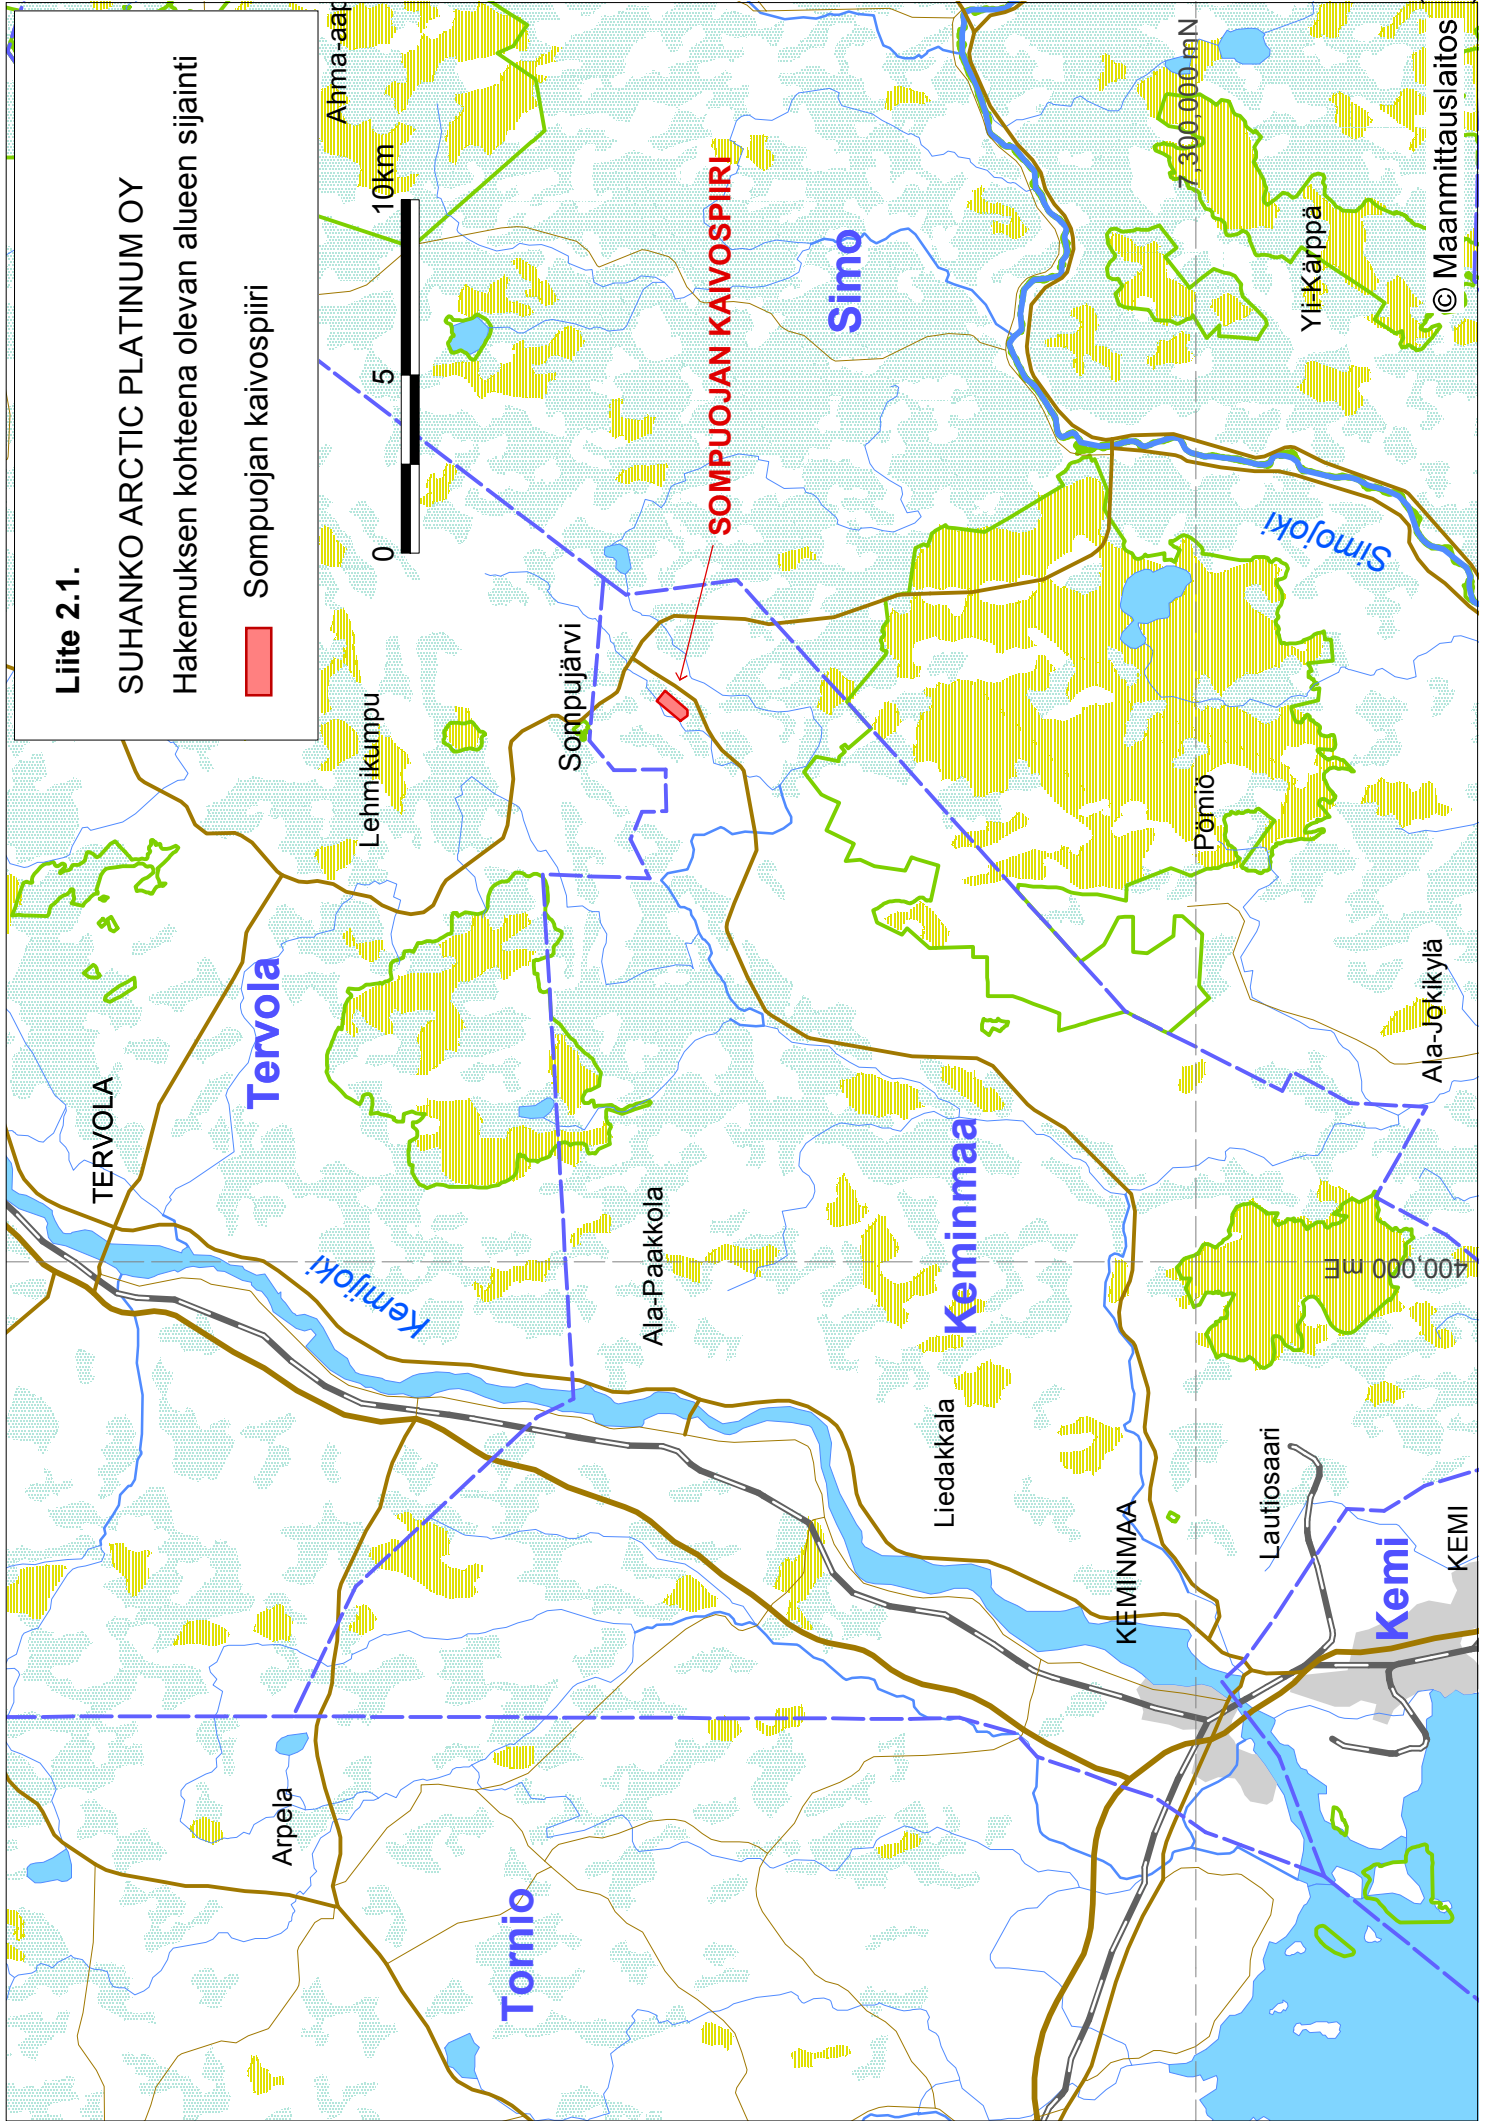 Liite 2.1.
SUHANKO ARCTIC PLATINUM OY
Hakemuksen kohteena olevan alueen sijainti
Sompuojan kaivospiiri
0 5 10km
Ahma-aap
TERVOLA
Tervola
Lehmikumpu
Kemijoki
Arpela
Sompujärvi
SOMPUOJAN KAIVOSPIIRI
Ala-Paakkola
Tornio
Simo
Keminmaa
Liedakkala
KEMINMAA
7,300,000 mN
Pömiö
Simojoki
Yli-Kärppä
Lautiosaari
400,000 mE
Kemi
Ala-Jokikylä
KEMI
© Maanmittauslaitos